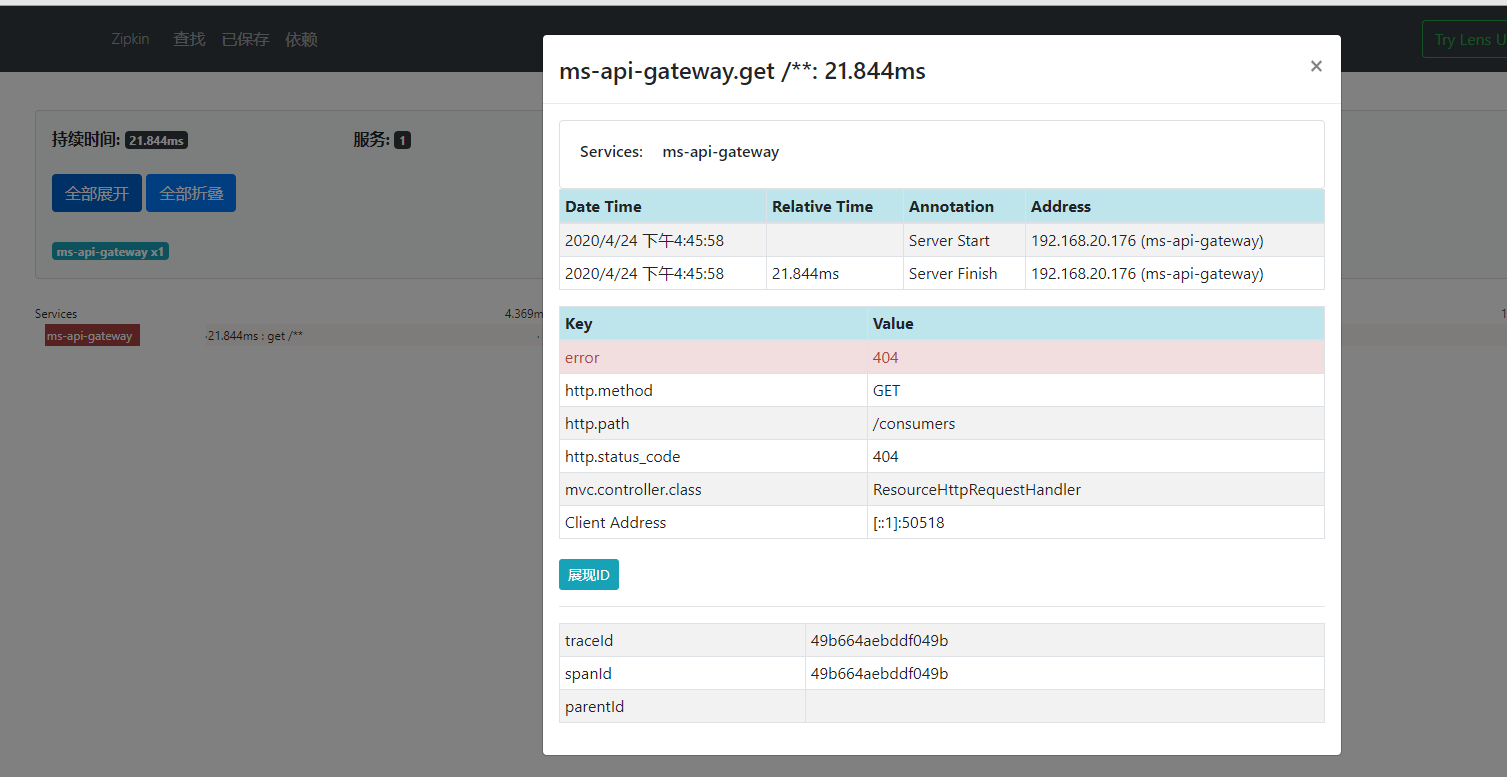 Zipkin 查找 已保存 依赖
Try Lens U
持续时间: 21.844ms 服务: 1
全部展开 全部折叠
ms-api-gateway x1
Services 4.369m 1
ms-api-gateway 21.844ms : get /**
ms-api-gateway.get /**: 21.844ms ×
Services: ms-api-gateway
Date Time Relative Time Annotation Address
2020/4/24 下午4:45:58 Server Start 192.168.20.176 (ms-api-gateway)
2020/4/24 下午4:45:58 21.844ms Server Finish 192.168.20.176 (ms-api-gateway)
Key Value
error 404
http.method GET
http.path /consumers
http.status_code 404
mvc.controller.class ResourceHttpRequestHandler
Client Address [::1]:50518
展现ID
traceId 49b664aebddf049b
spanId 49b664aebddf049b
parentId